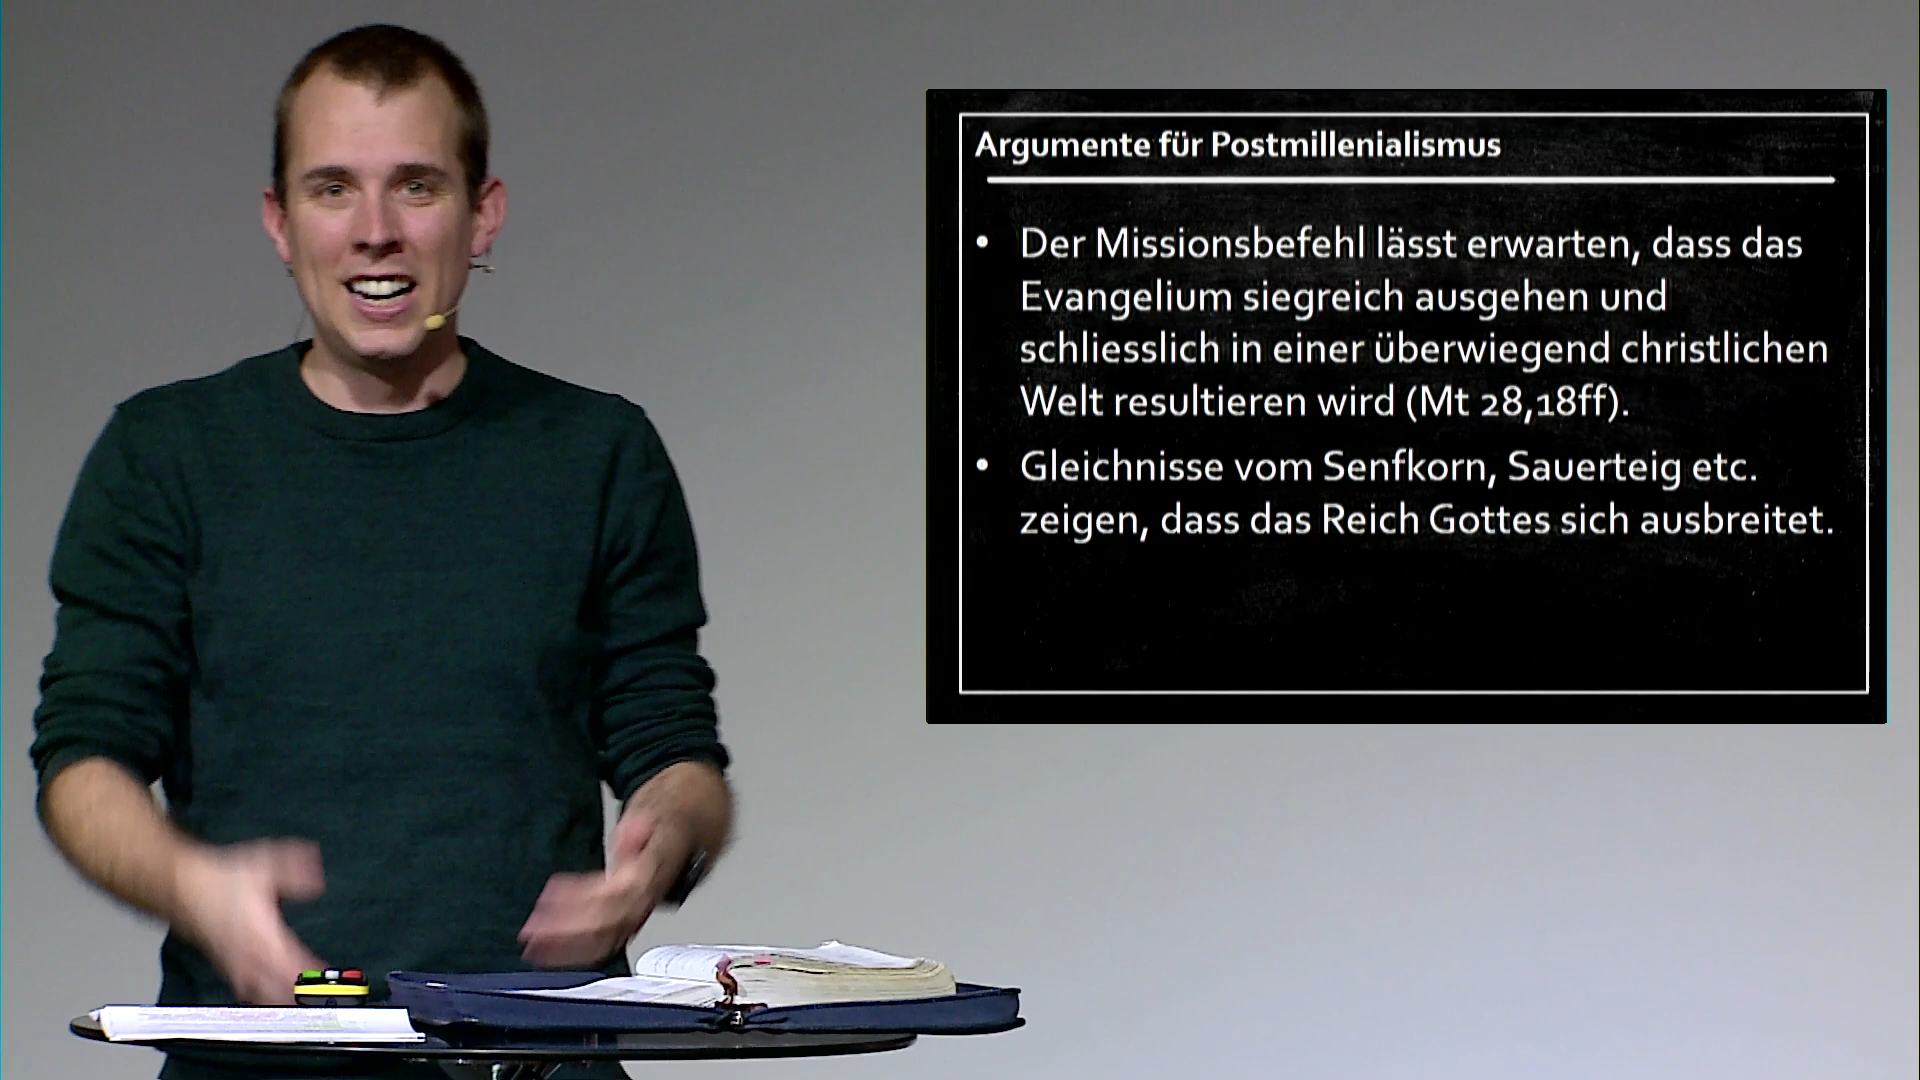 Argumente für Postmillenialismus
• Der Missionsbefehl lässt erwarten, dass das
Evangelium siegreich ausgehen und
schliesslich in einer überwiegend christlichen
Welt resultieren wird (Mt 28,18ff).
• Gleichnisse vom Senfkorn, Sauerteig etc.
zeigen, dass das Reich Gottes sich ausbreitet.